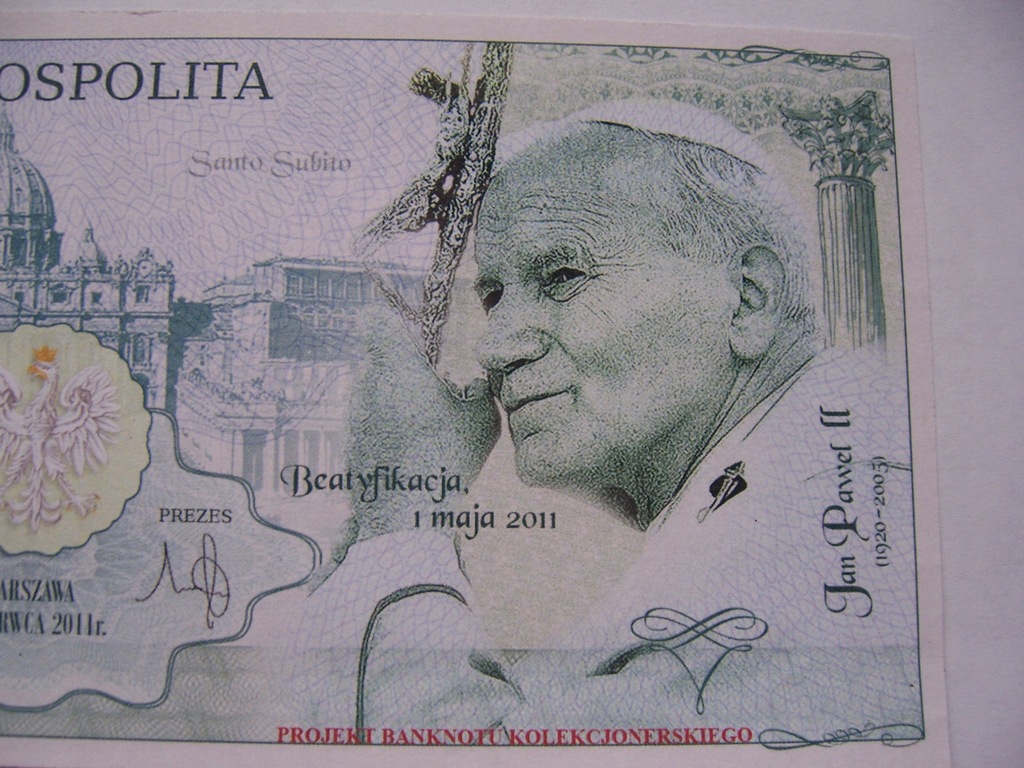 OSPOLITA
Santo Subito
Beatyfikacja,
1 maja 2011
PREZES
ARSZAWA
RWCA 2011r.
Jan Paweł II
(1920-2005)
PROJEKT BANKNOTU KOLEKCJONERSKIEGO